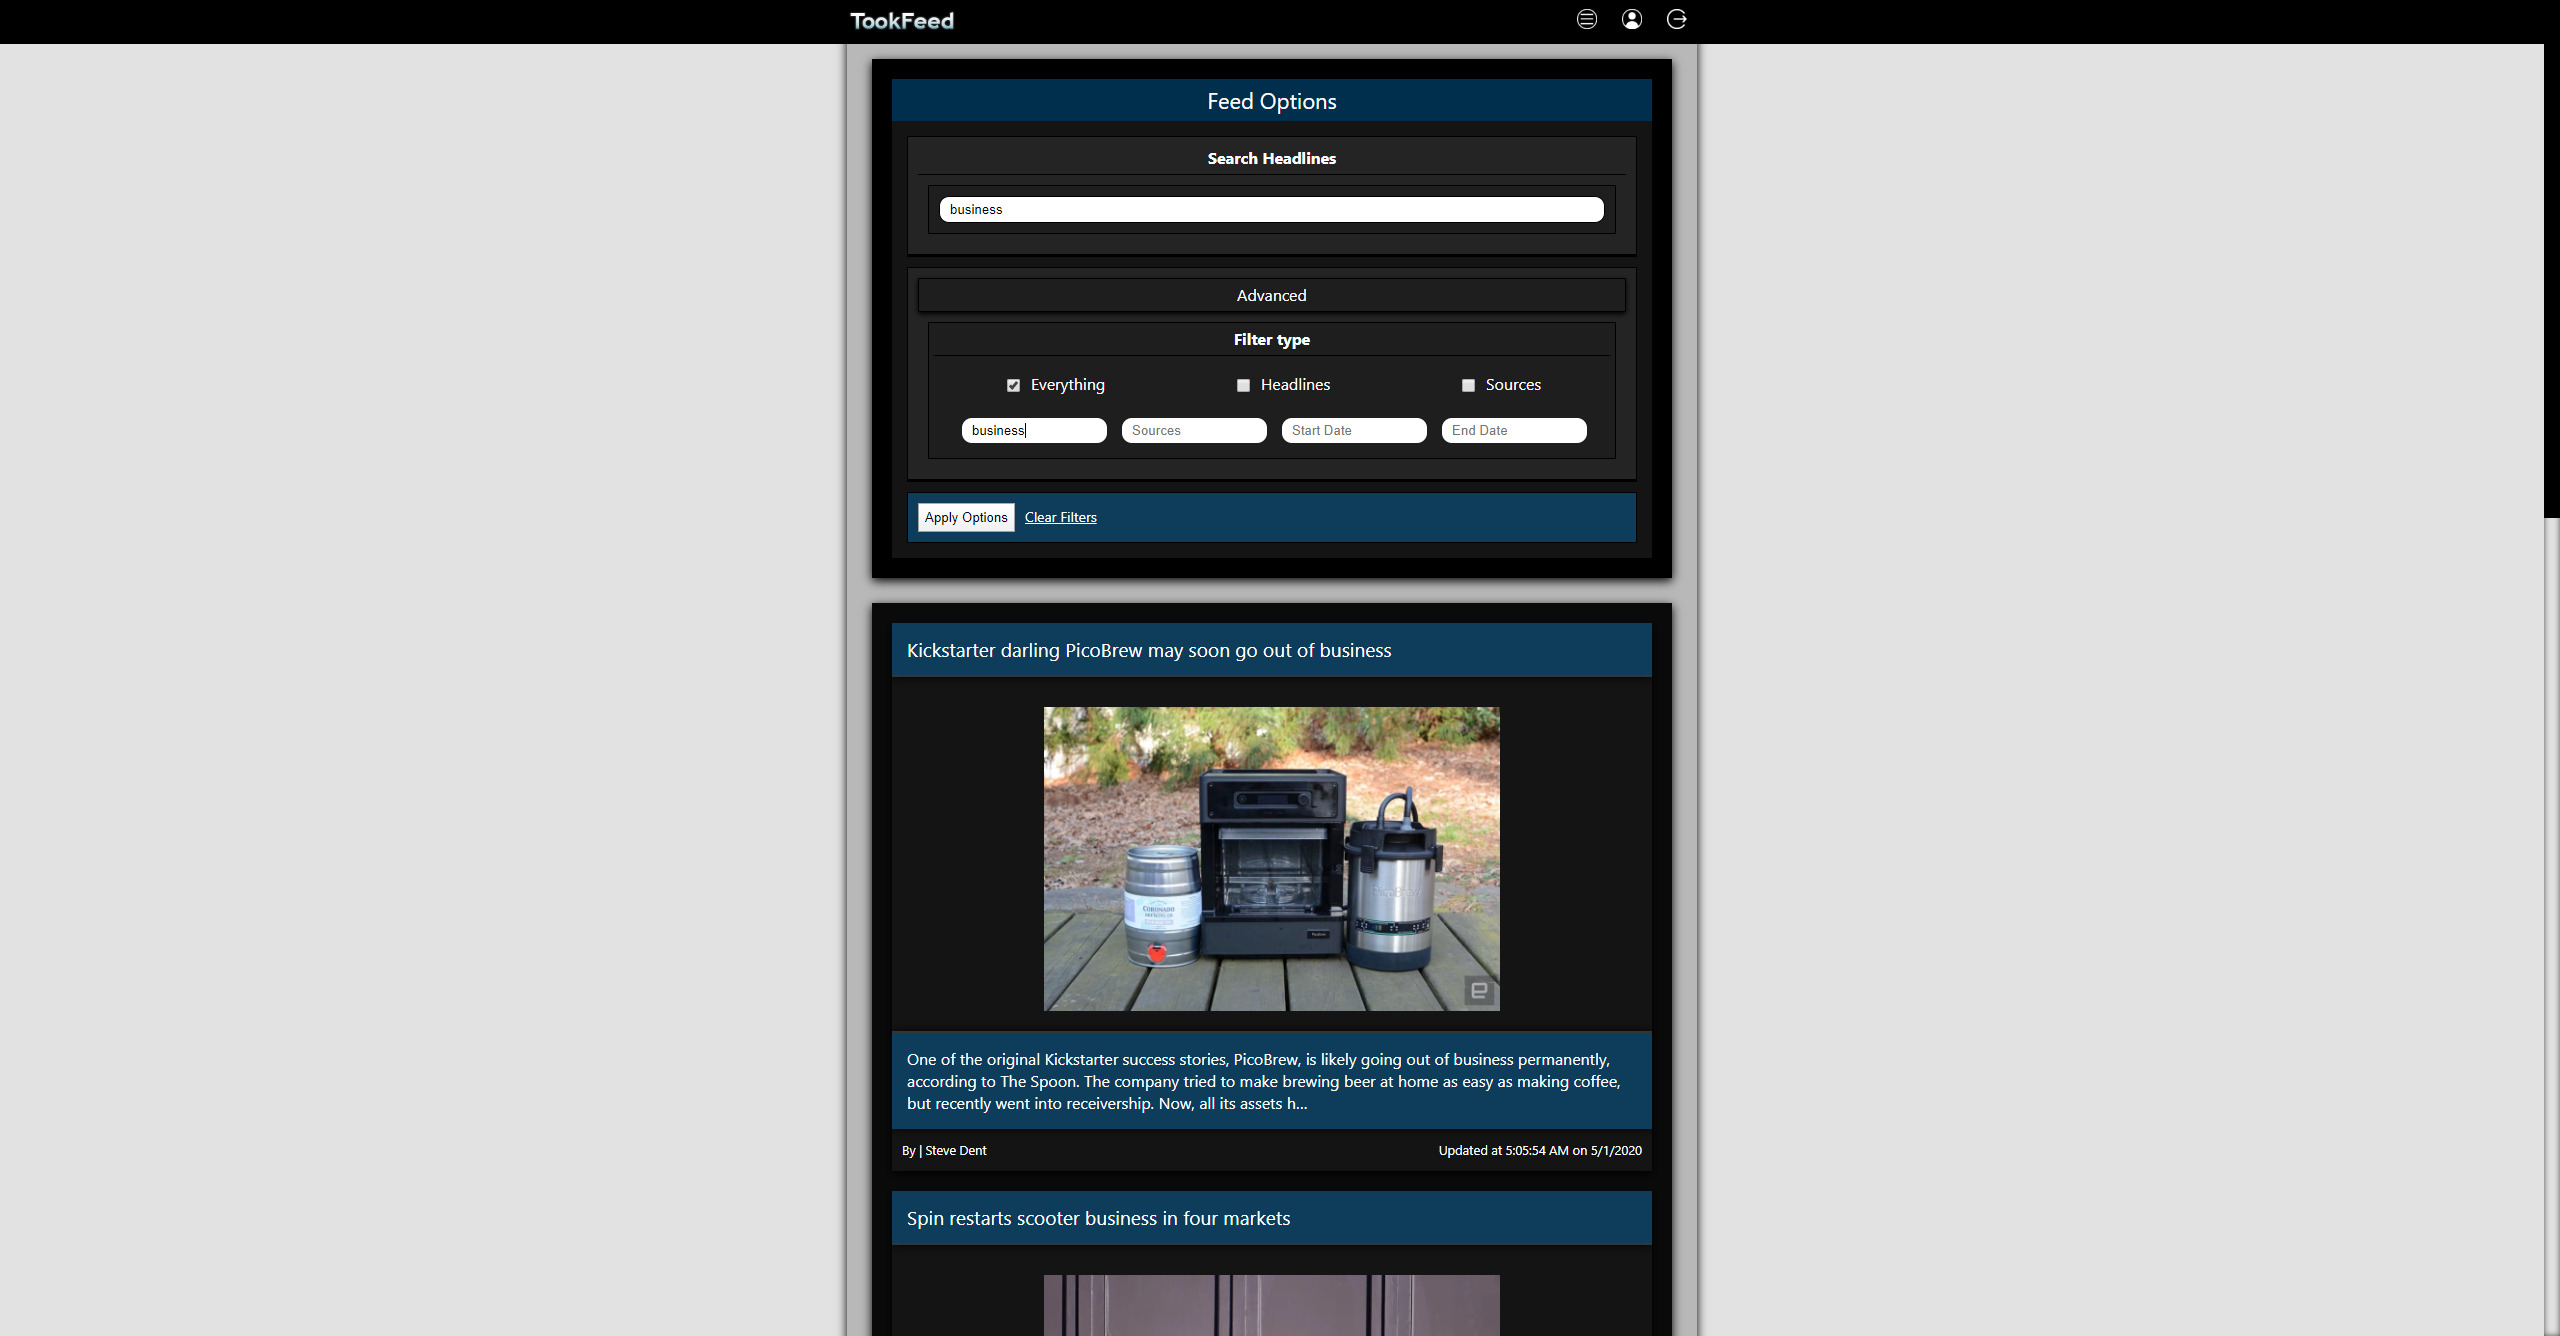 TookFeed
Feed Options
Search Headlines
business
Advanced
Filter type
Everything
Headlines
Sources
business
Sources
Start Date
End Date
Apply Options
Clear Filters
Kickstarter darling PicoBrew may soon go out of business
CORONADO
BREWING CO
PicoBrew
One of the original Kickstarter success stories, PicoBrew, is likely going out of business permanently,
according to The Spoon. The company tried to make brewing beer at home as easy as making coffee,
but recently went into receivership. Now, all its assets h...
By | Steve Dent
Updated at 5:05:54 AM on 5/1/2020
Spin restarts scooter business in four markets